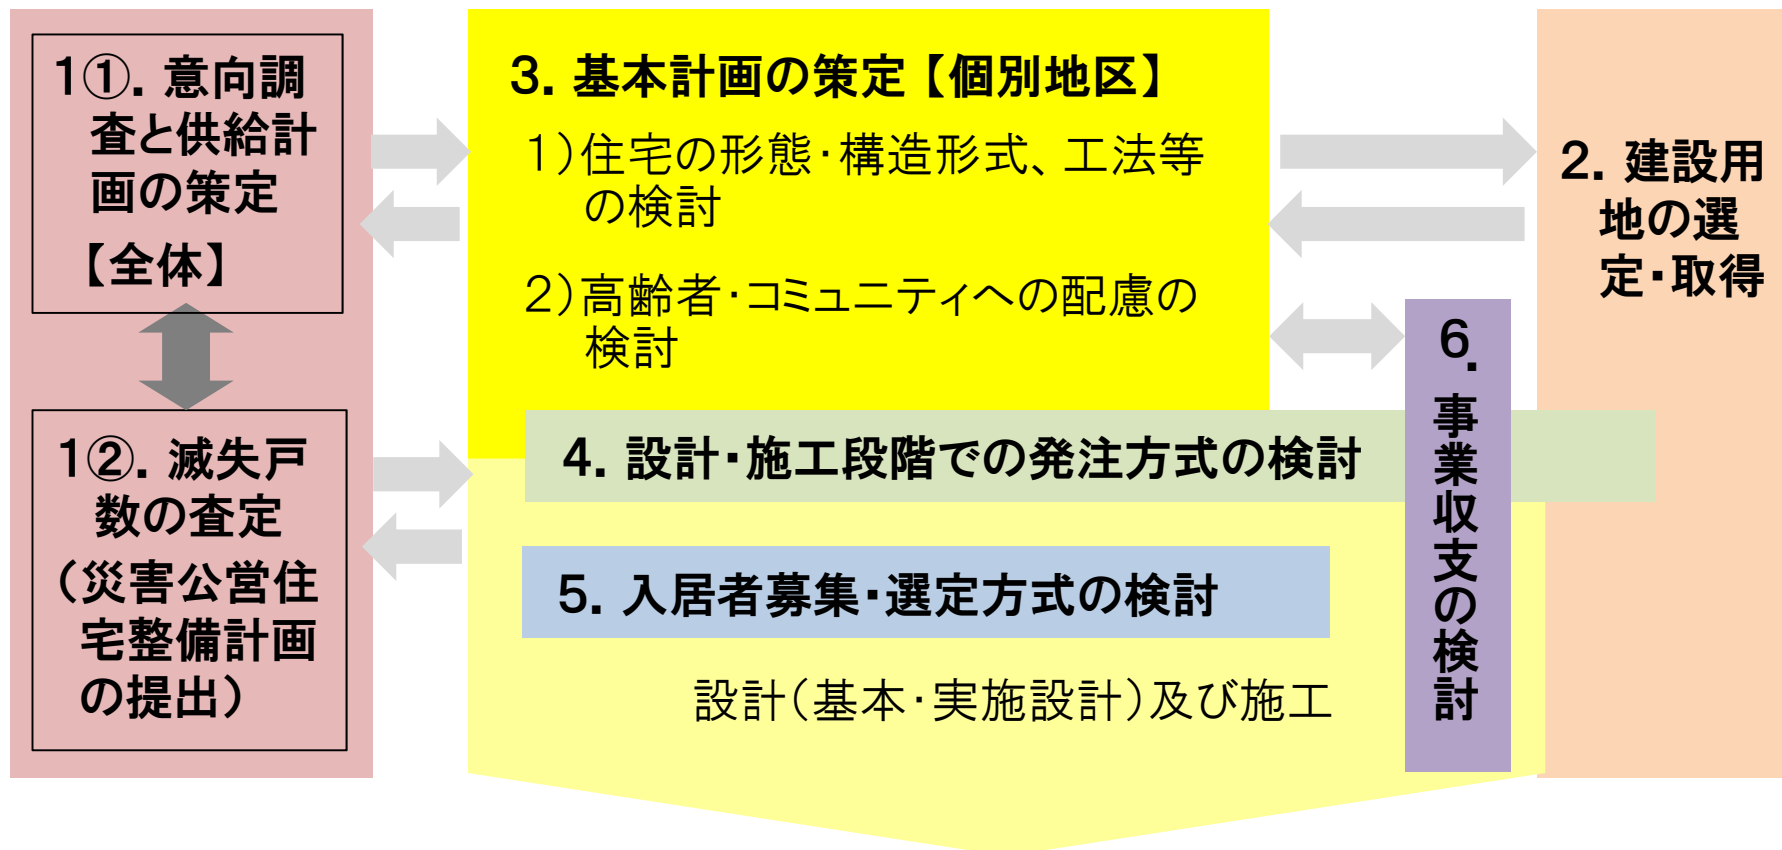 1①．意向調
査と供給計
画の策定
【全体】
1②．滅失戸
数の査定
（災害公営住
宅整備計画
の提出）
3．基本計画の策定【個別地区】
1）住宅の形態・構造形式、工法等
の検討
2）高齢者・コミュニティへの配慮の
検討
4．設計・施工段階での発注方式の検討
5．入居者募集・選定方式の検討
設計（基本・実施設計）及び施工
6．事業収支の検討
2．建設用
地の選
定・取得